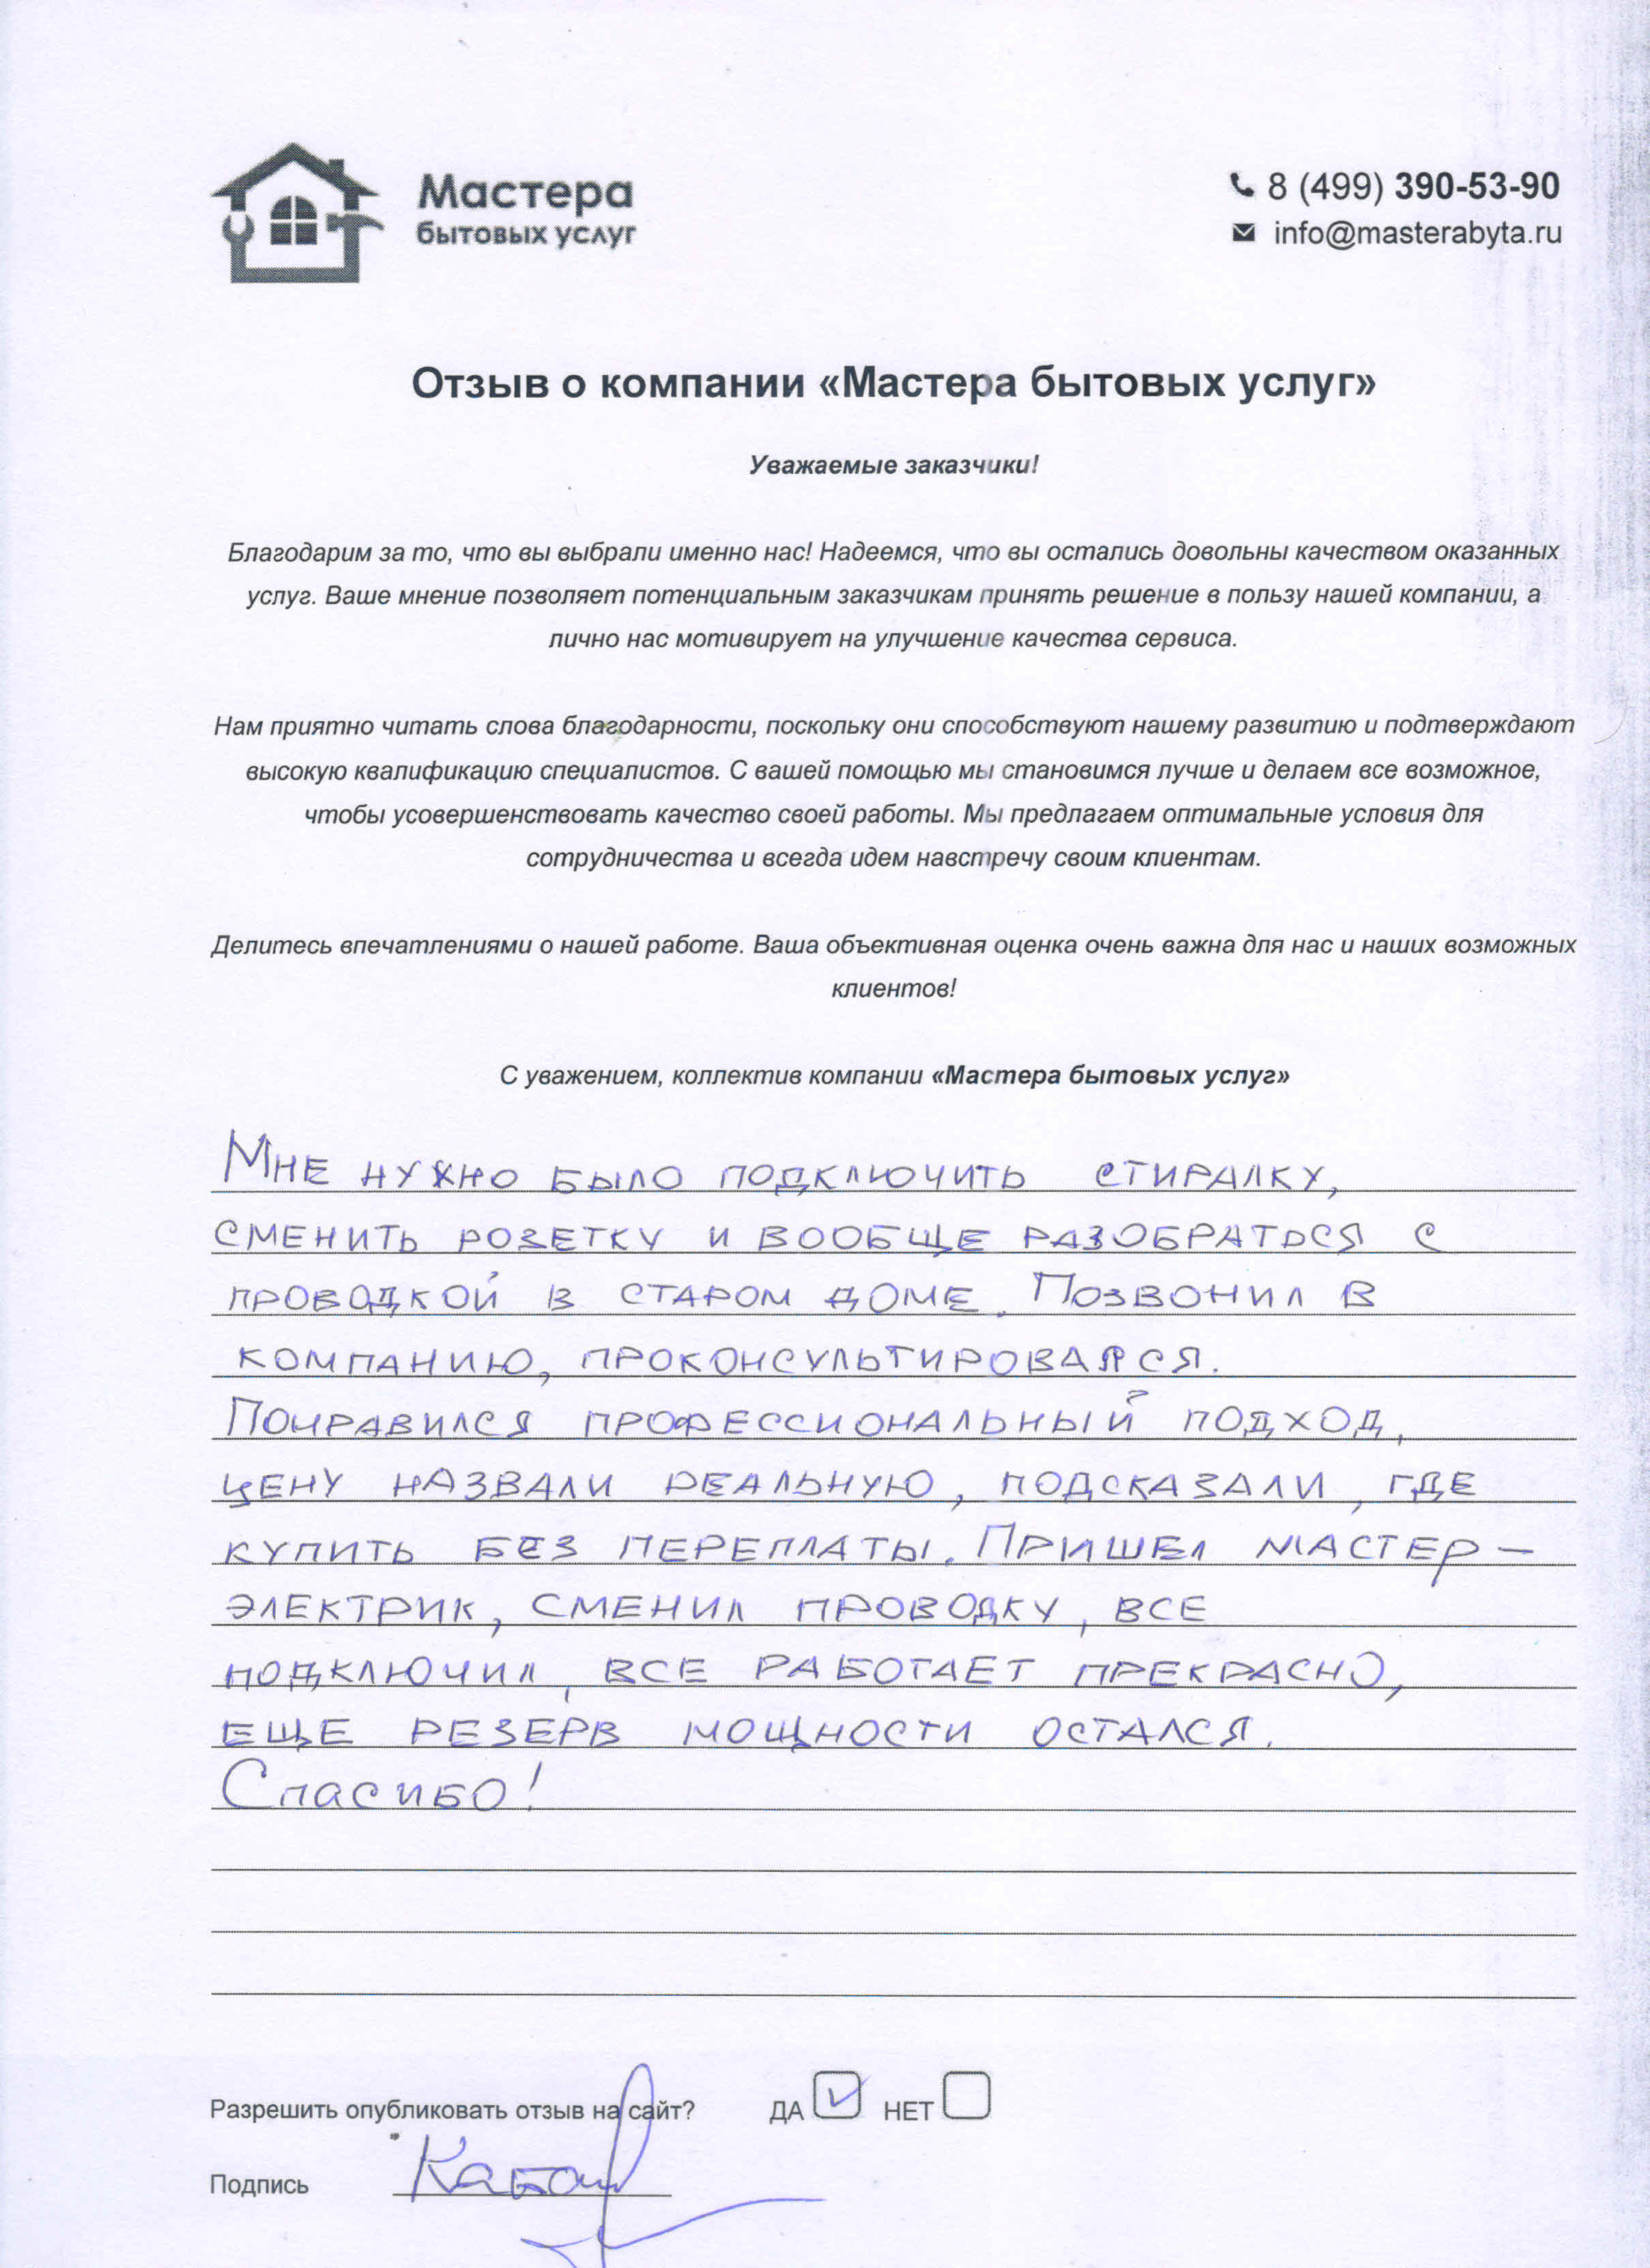 Мастера
бытовых услуг
8 (499) 390-53-90
info@masterabyta.ru
Отзыв о компании «Мастера бытовых услуг»
Уважаемые заказчики!
Благодарим за то, что вы выбрали именно нас! Надеемся, что вы остались довольны качеством оказанных
услуг. Ваше мнение позволяет потенциальным заказчикам принять решение в пользу нашей компании, а
лично нас мотивирует на улучшение качества сервиса.
Нам приятно читать слова благодарности, поскольку они способствуют нашему развитию и подтверждают
высокую квалификацию специалистов. С вашей помощью мы становимся лучше и делаем все возможное,
чтобы усовершенствовать качество своей работы. Мы предлагаем оптимальные условия для
сотрудничества и всегда идем навстречу своим клиентам.
Делитесь впечатлениями о нашей работе. Ваша объективная оценка очень важна для нас и наших возможных
клиентов!
С уважением, коллектив компании «Мастера бытовых услуг»
Мне нужно было подключить стиралку,
сменить розетку и вообще разобраться с
проводкой в старом доме. Позвонил в
компанию, проконсультировался.
Понравился профессиональный подход,
цену назвали реальную, подсказали, где
купить без переплаты. Пришел мастер-
электрик, сменил проводку, все
подключил, все работает прекрасно,
еще резерв мощности остался.
Спасибо!
Разрешить опубликовать отзыв на сайт? ДА НЕТ
Подпись